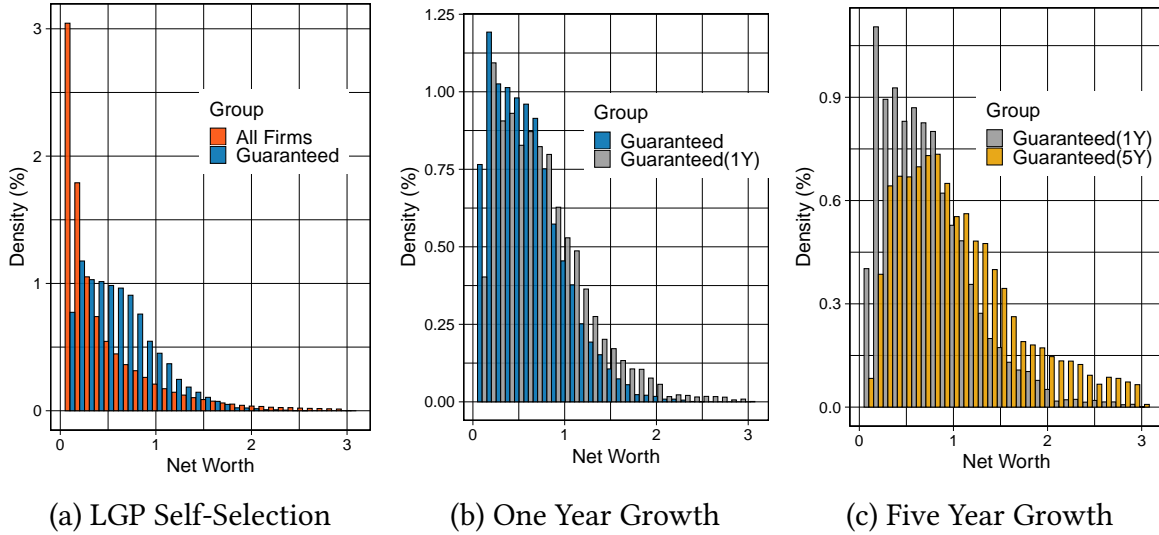 3
2
1
0
Density (%)
Group
All Firms
Guaranteed
0 1 2 3
Net Worth
(a) LGP Self-Selection
1.25
1.00
0.75
0.50
0.25
0.00
Density (%)
Group
Guaranteed
Guaranteed(1Y)
0 1 2 3
Net Worth
(b) One Year Growth
0.9
0.6
0.3
0.0
Density (%)
Group
Guaranteed(1Y)
Guaranteed(5Y)
0 1 2 3
Net Worth
(c) Five Year Growth